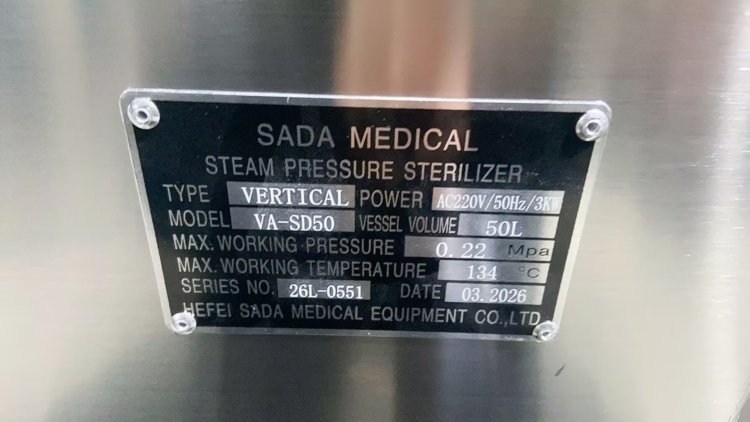 SADA MEDICAL
STEAM PRESSURE STERILIZER
TYPE VERTICAL POWER AC220V/50Hz/3KW
MODEL VA-SD50 VESSEL VOLUME 50L
MAX. WORKING PRESSURE 0.22 Mpa
MAX. WORKING TEMPERATURE 134 °C
SERIES NO. 26L-0551 DATE 03.2026
HEFEI SADA MEDICAL EQUIPMENT CO.,LTD